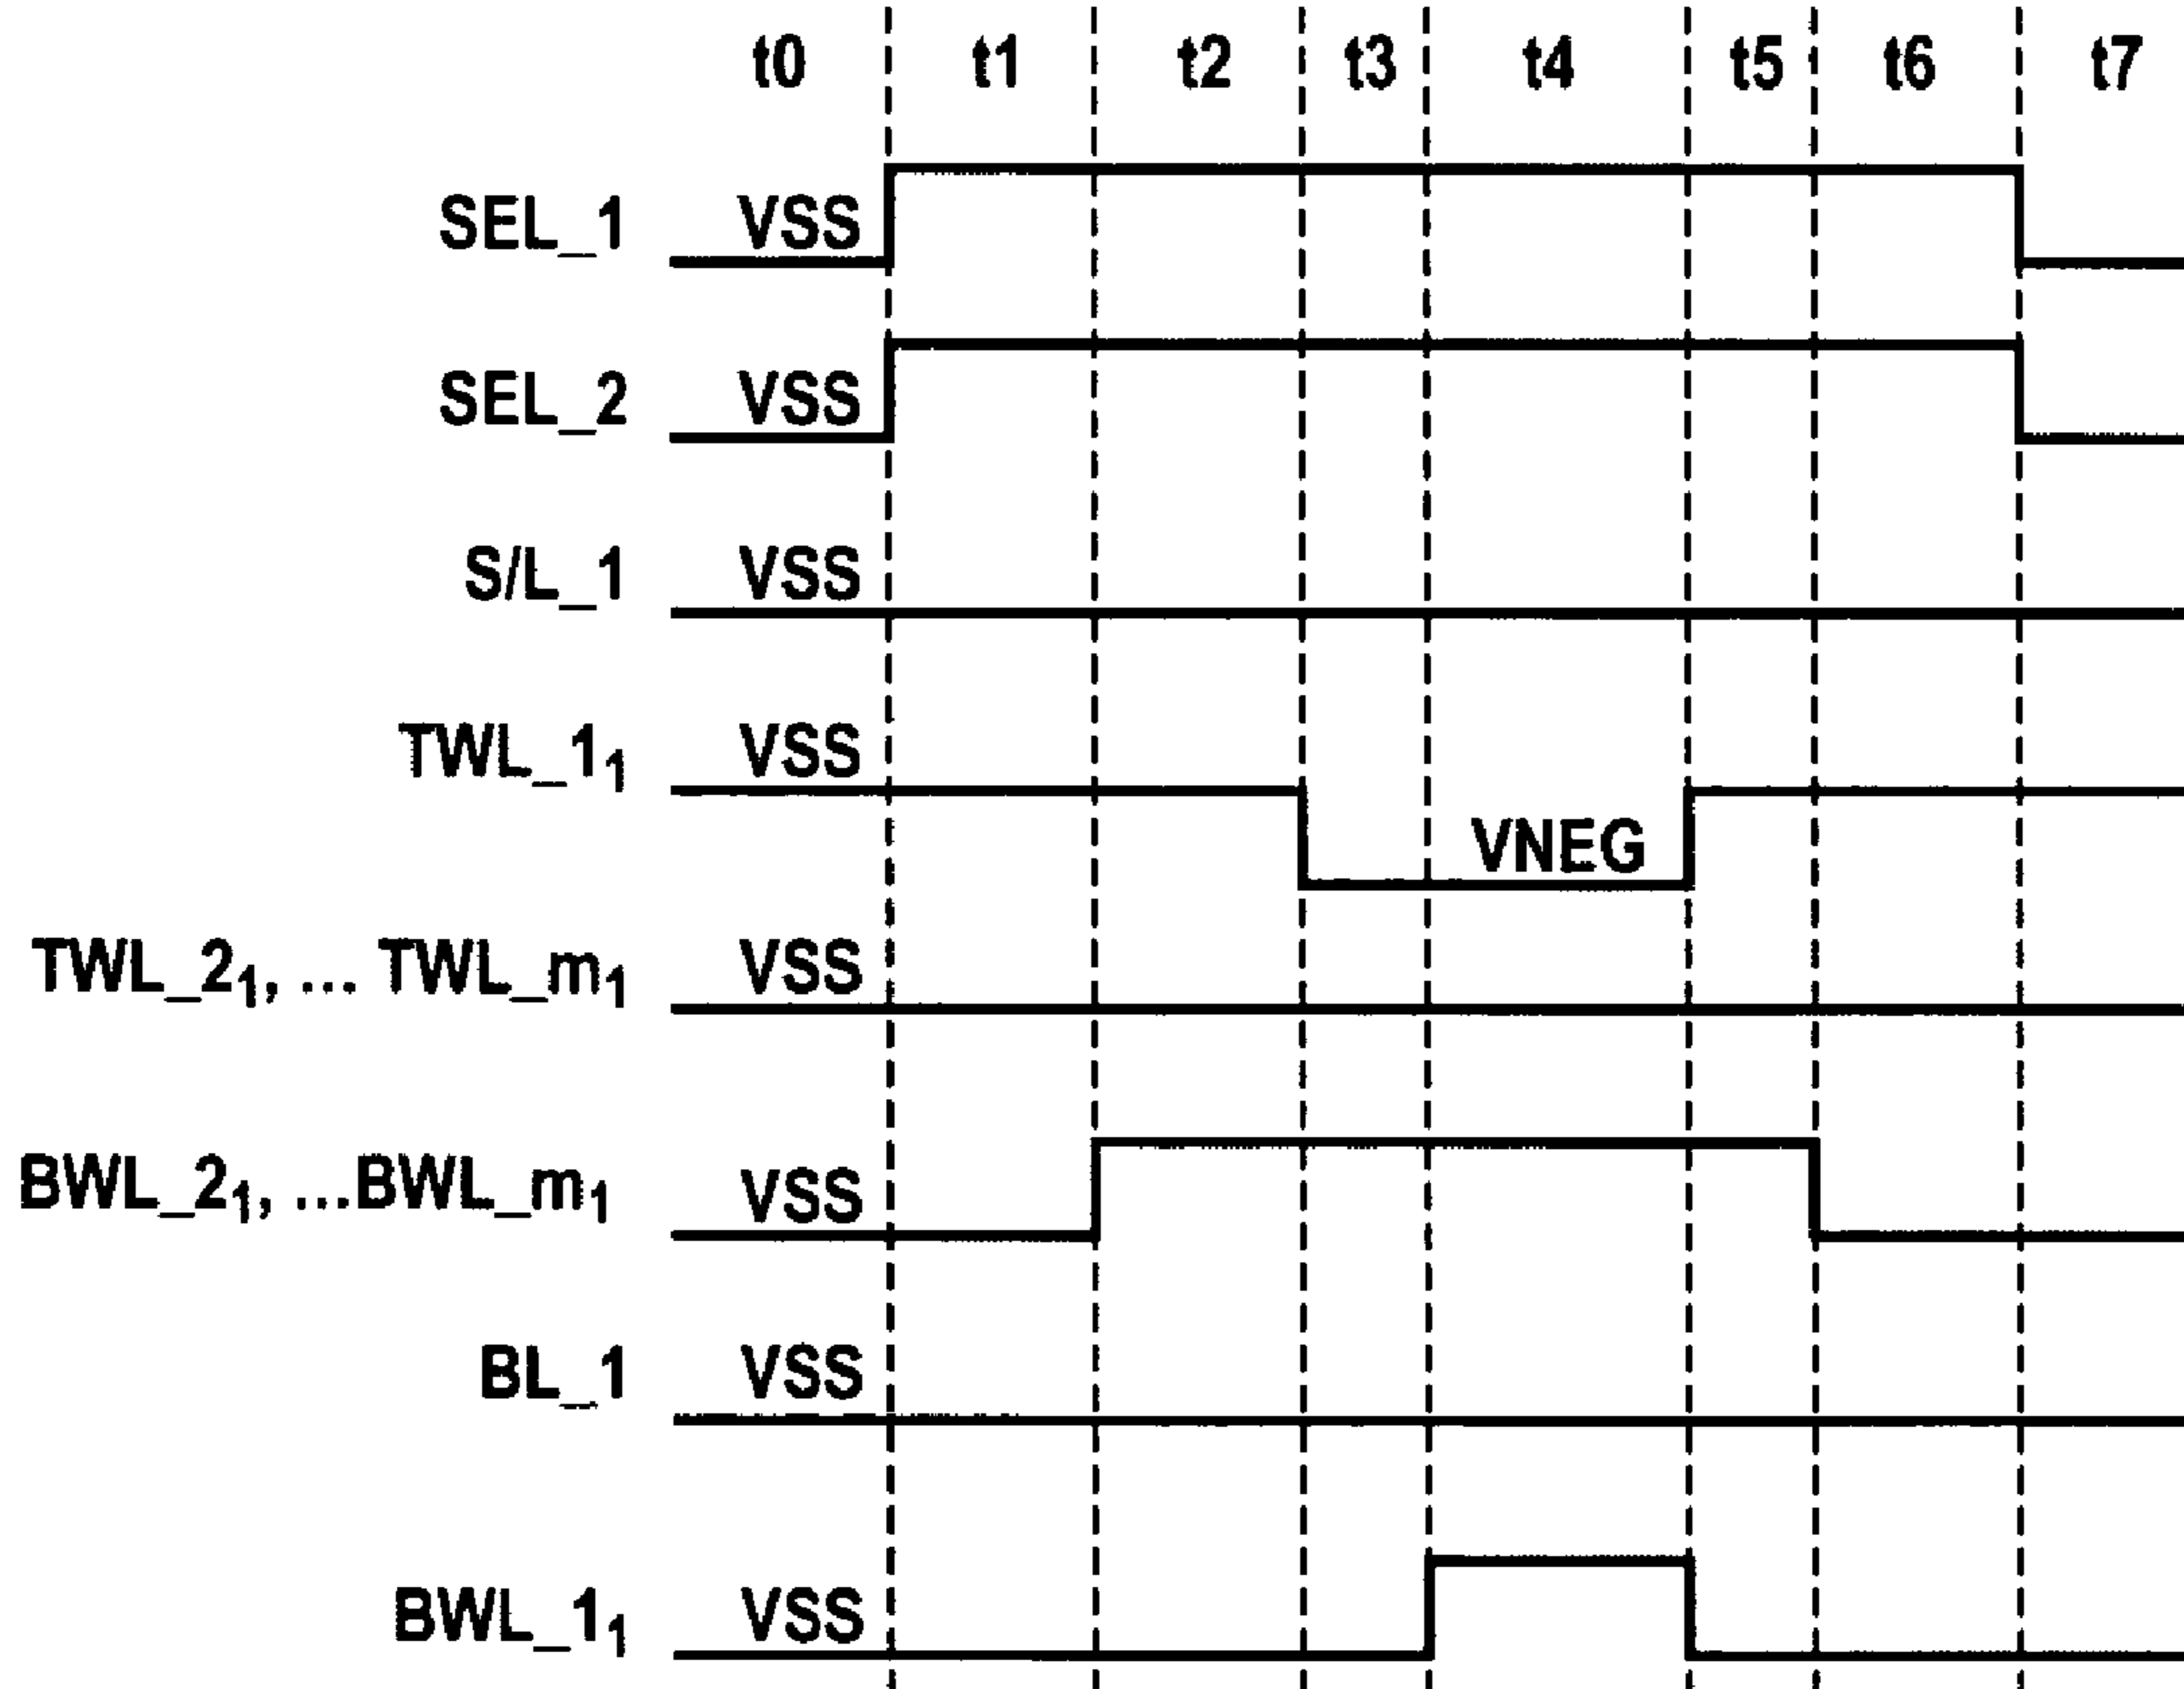 t0 t1 t2 t3 t4 t5 t6 t7
SEL_1 VSS
SEL_2 VSS
S/L_1 VSS
TWL_1₁ VSS
VNEG
TWL_2₁, ... TWL_m₁ VSS
BWL_2₁, ...BWL_m₁ VSS
BL_1 VSS
BWL_1₁ VSS